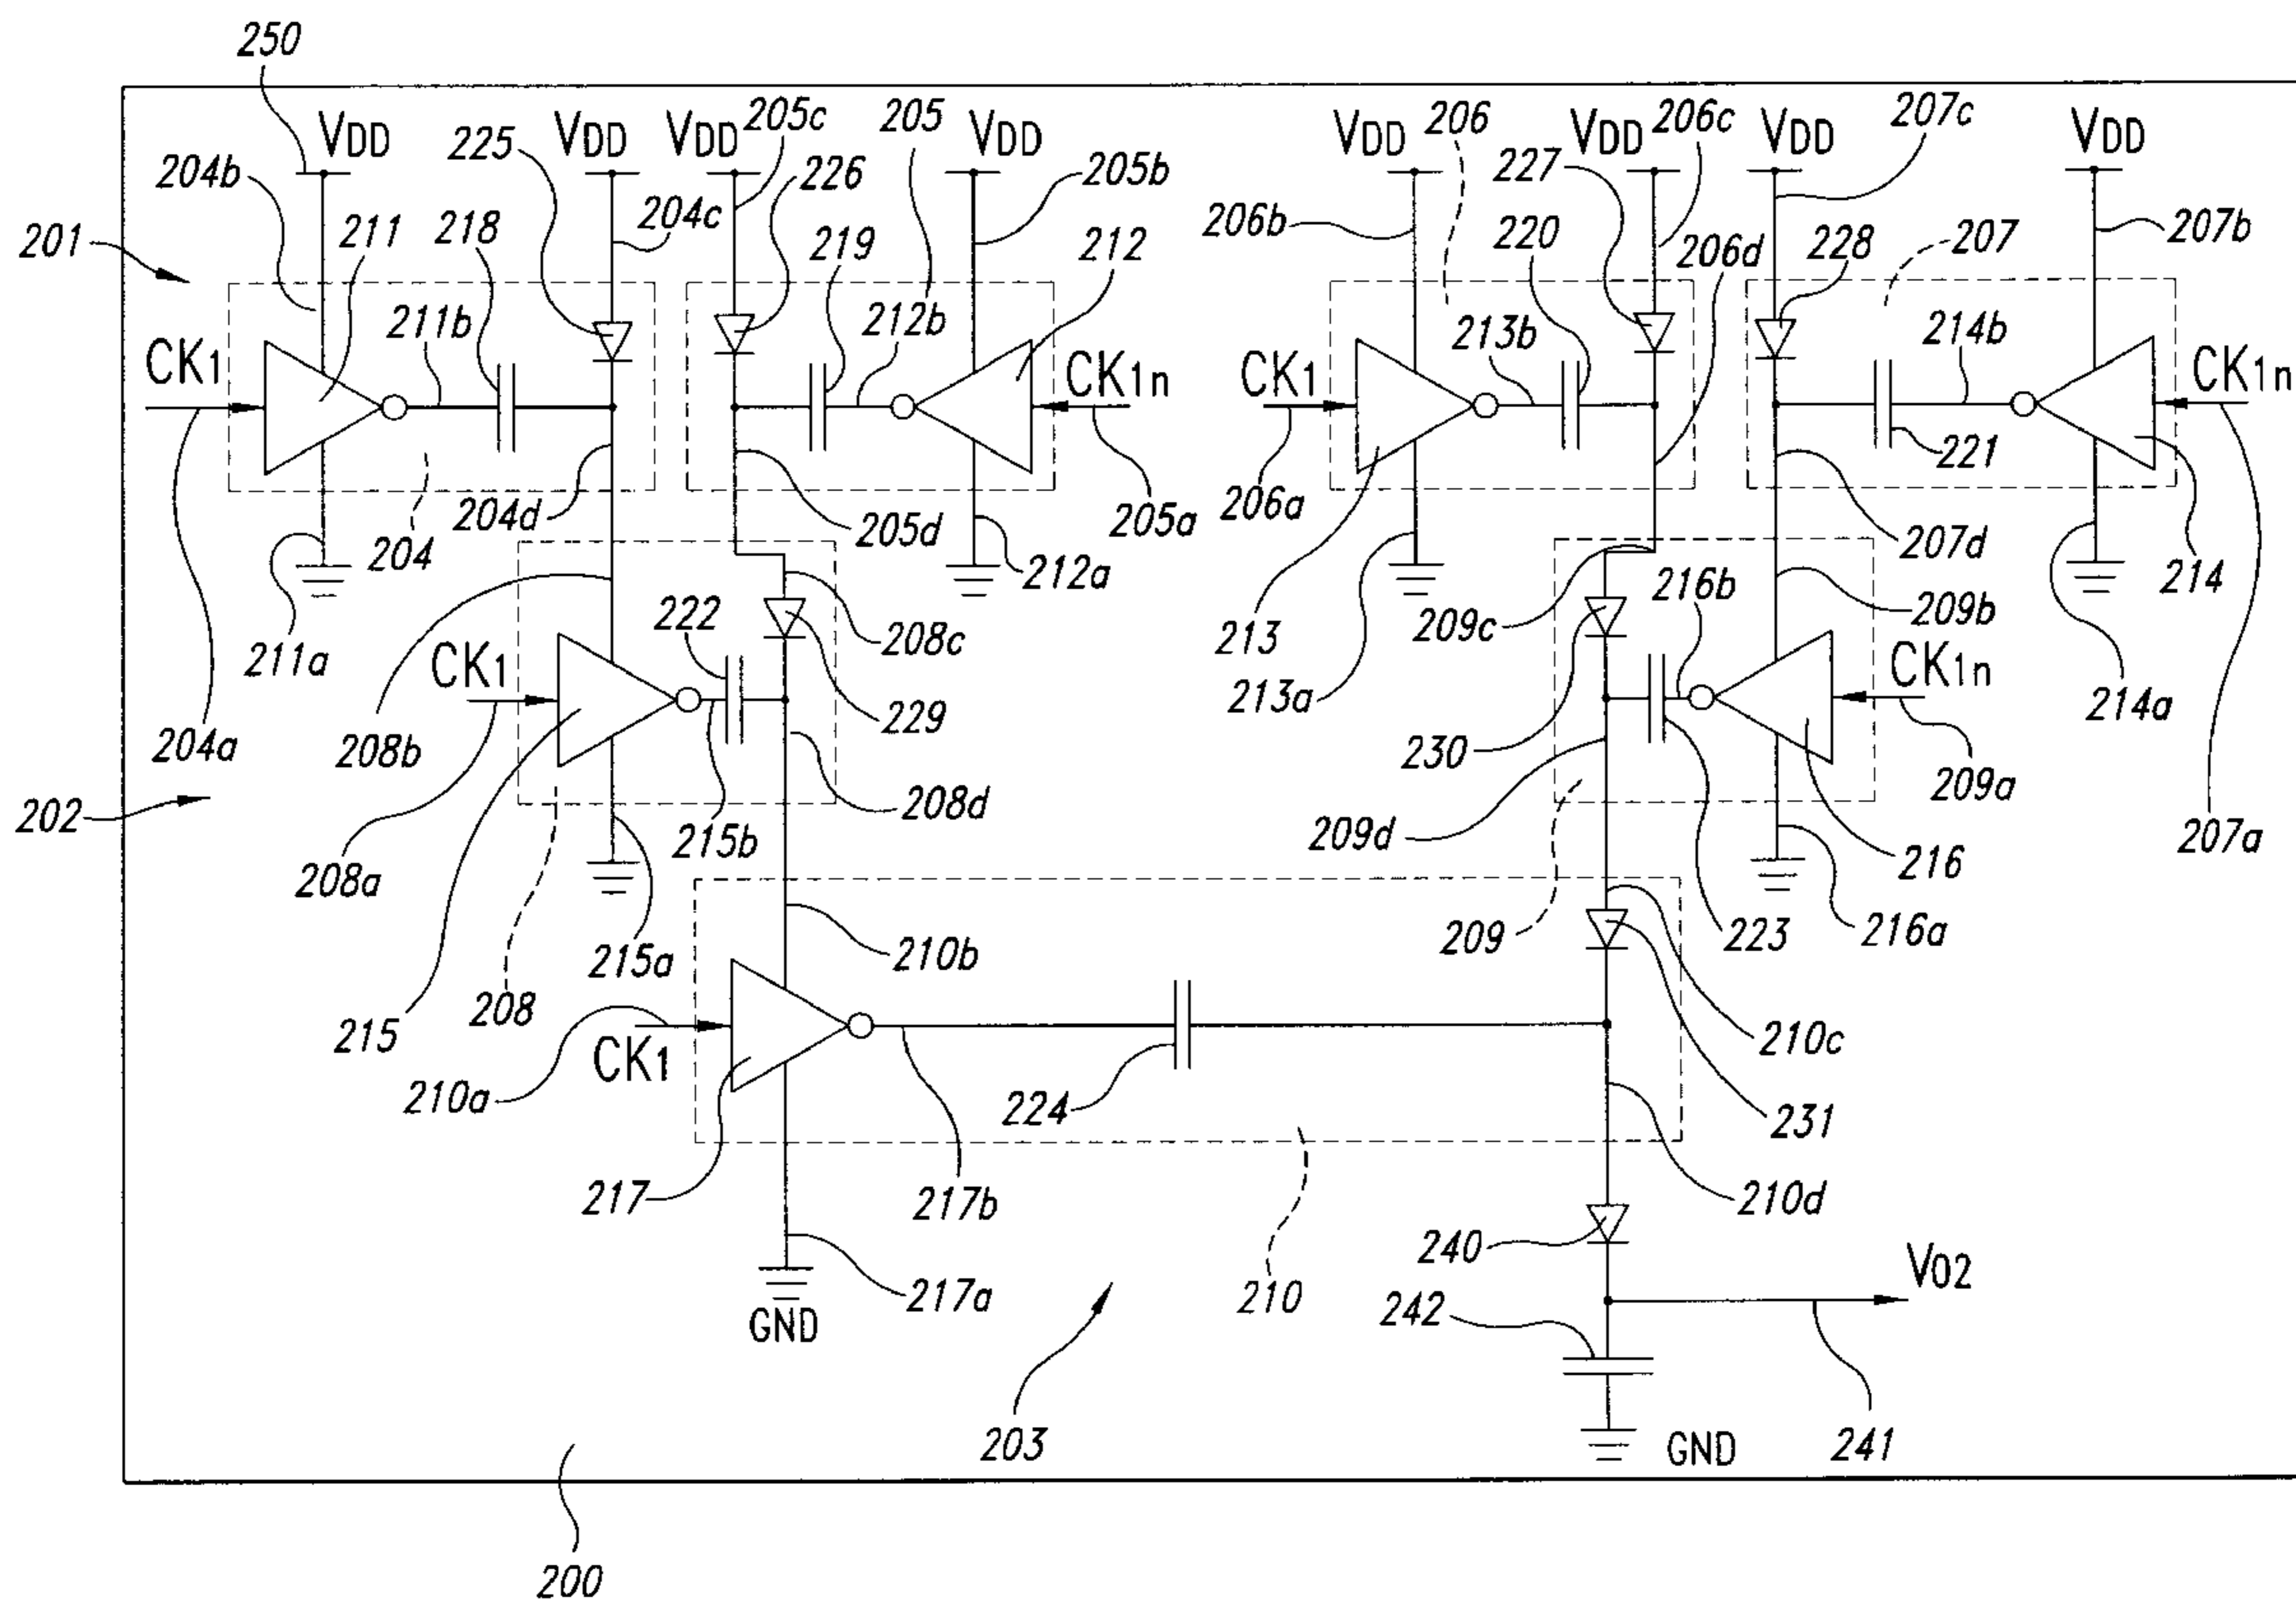 250
VDD
225
VDD
VDD
205c
205
VDD
VDD
206
VDD
206c
VDD
207c
VDD
204b
226
205b
227
201
211
218
204c
219
212
206b
220
206d
228
207
207b
CK1
211b
212b
CK1n
CK1
213b
214b
CK1n
204d
205d
205a
206a
221
204
212a
207d
214
211a
222
208c
213
209c
216b
209b
CK1
CK1n
204a
208b
229
213a
230
214a
202
208d
209a
208a
215b
209d
216
207a
215
208
215a
210b
209
223
216a
CK1
210a
224
210c
231
217
217b
210d
240
217a
210
VO2
GND
242
203
GND
241
200